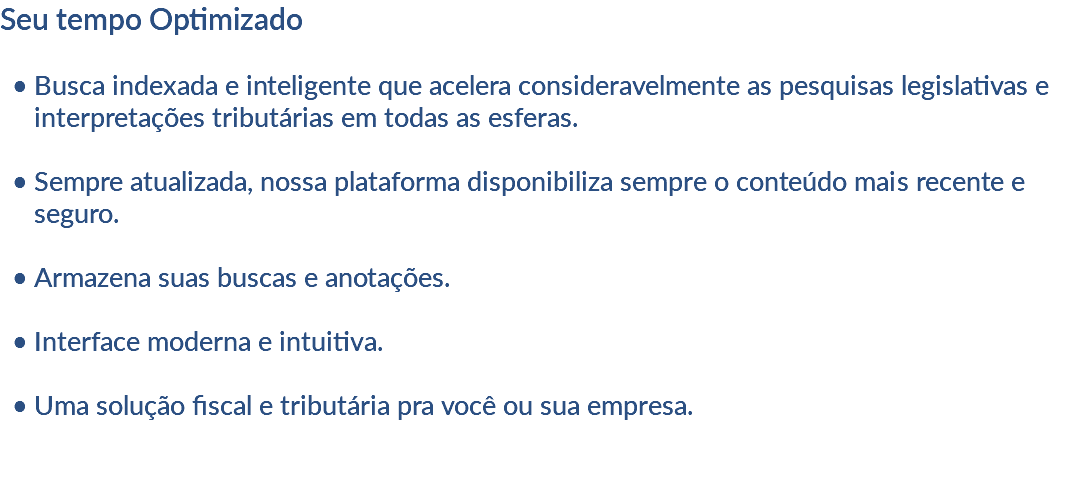 Seu tempo Optimizado
• Busca indexada e inteligente que acelera consideravelmente as pesquisas legislativas e
interpretações tributárias em todas as esferas.
• Sempre atualizada, nossa plataforma disponibiliza sempre o conteúdo mais recente e
seguro.
• Armazena suas buscas e anotações.
• Interface moderna e intuitiva.
• Uma solução fiscal e tributária pra você ou sua empresa.